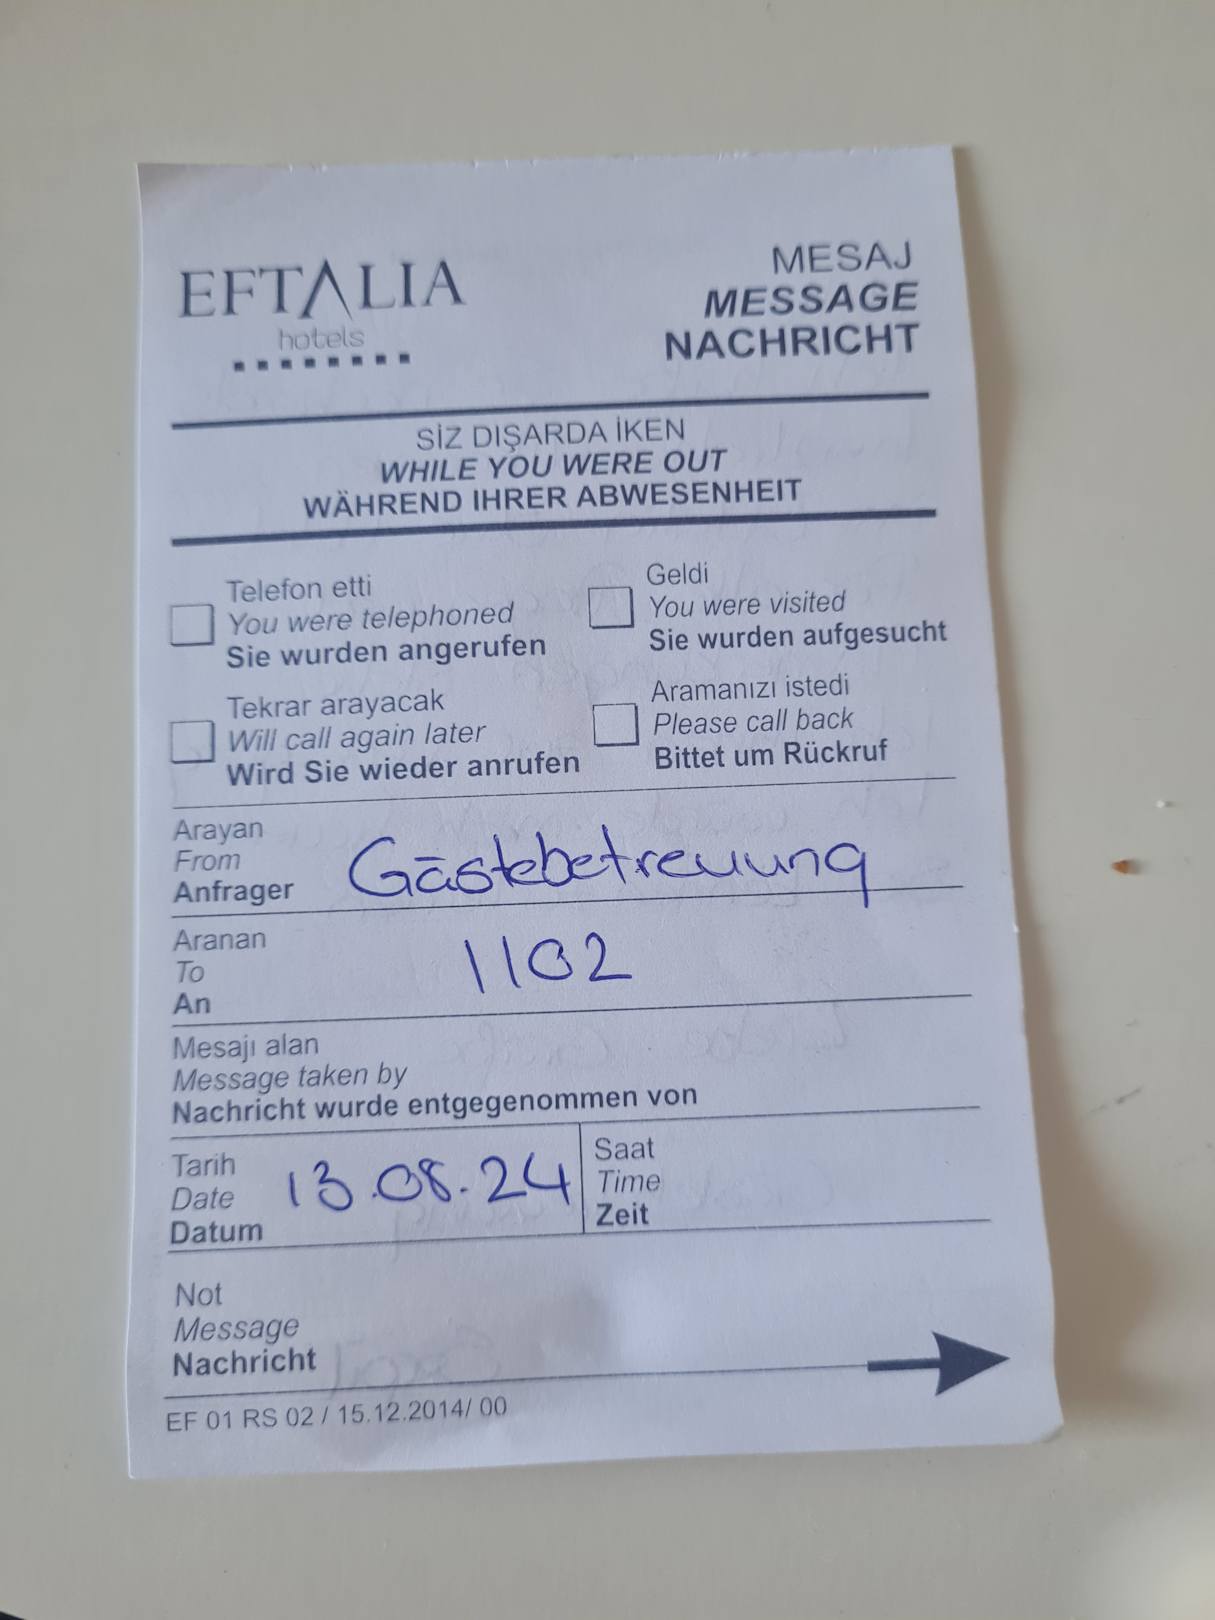 EFTALIA
hotels
MESAJ
MESSAGE
NACHRICHT
SİZ DIŞARDA İKEN
WHILE YOU WERE OUT
WÄHREND IHRER ABWESENHEIT
Telefon etti
You were telephoned
Sie wurden angerufen
Geldi
You were visited
Sie wurden aufgesucht
Tekrar arayacak
Will call again later
Wird Sie wieder anrufen
Aramanızı istedi
Please call back
Bittet um Rückruf
Arayan
From
Anfrager
Gästebetreuung
Aranan
To
An
1102
Mesajı alan
Message taken by
Nachricht wurde entgegenommen von
Tarih
Date
Datum
13.08.24
Saat
Time
Zeit
Not
Message
Nachricht
EF 01 RS 02 / 15.12.2014/ 00